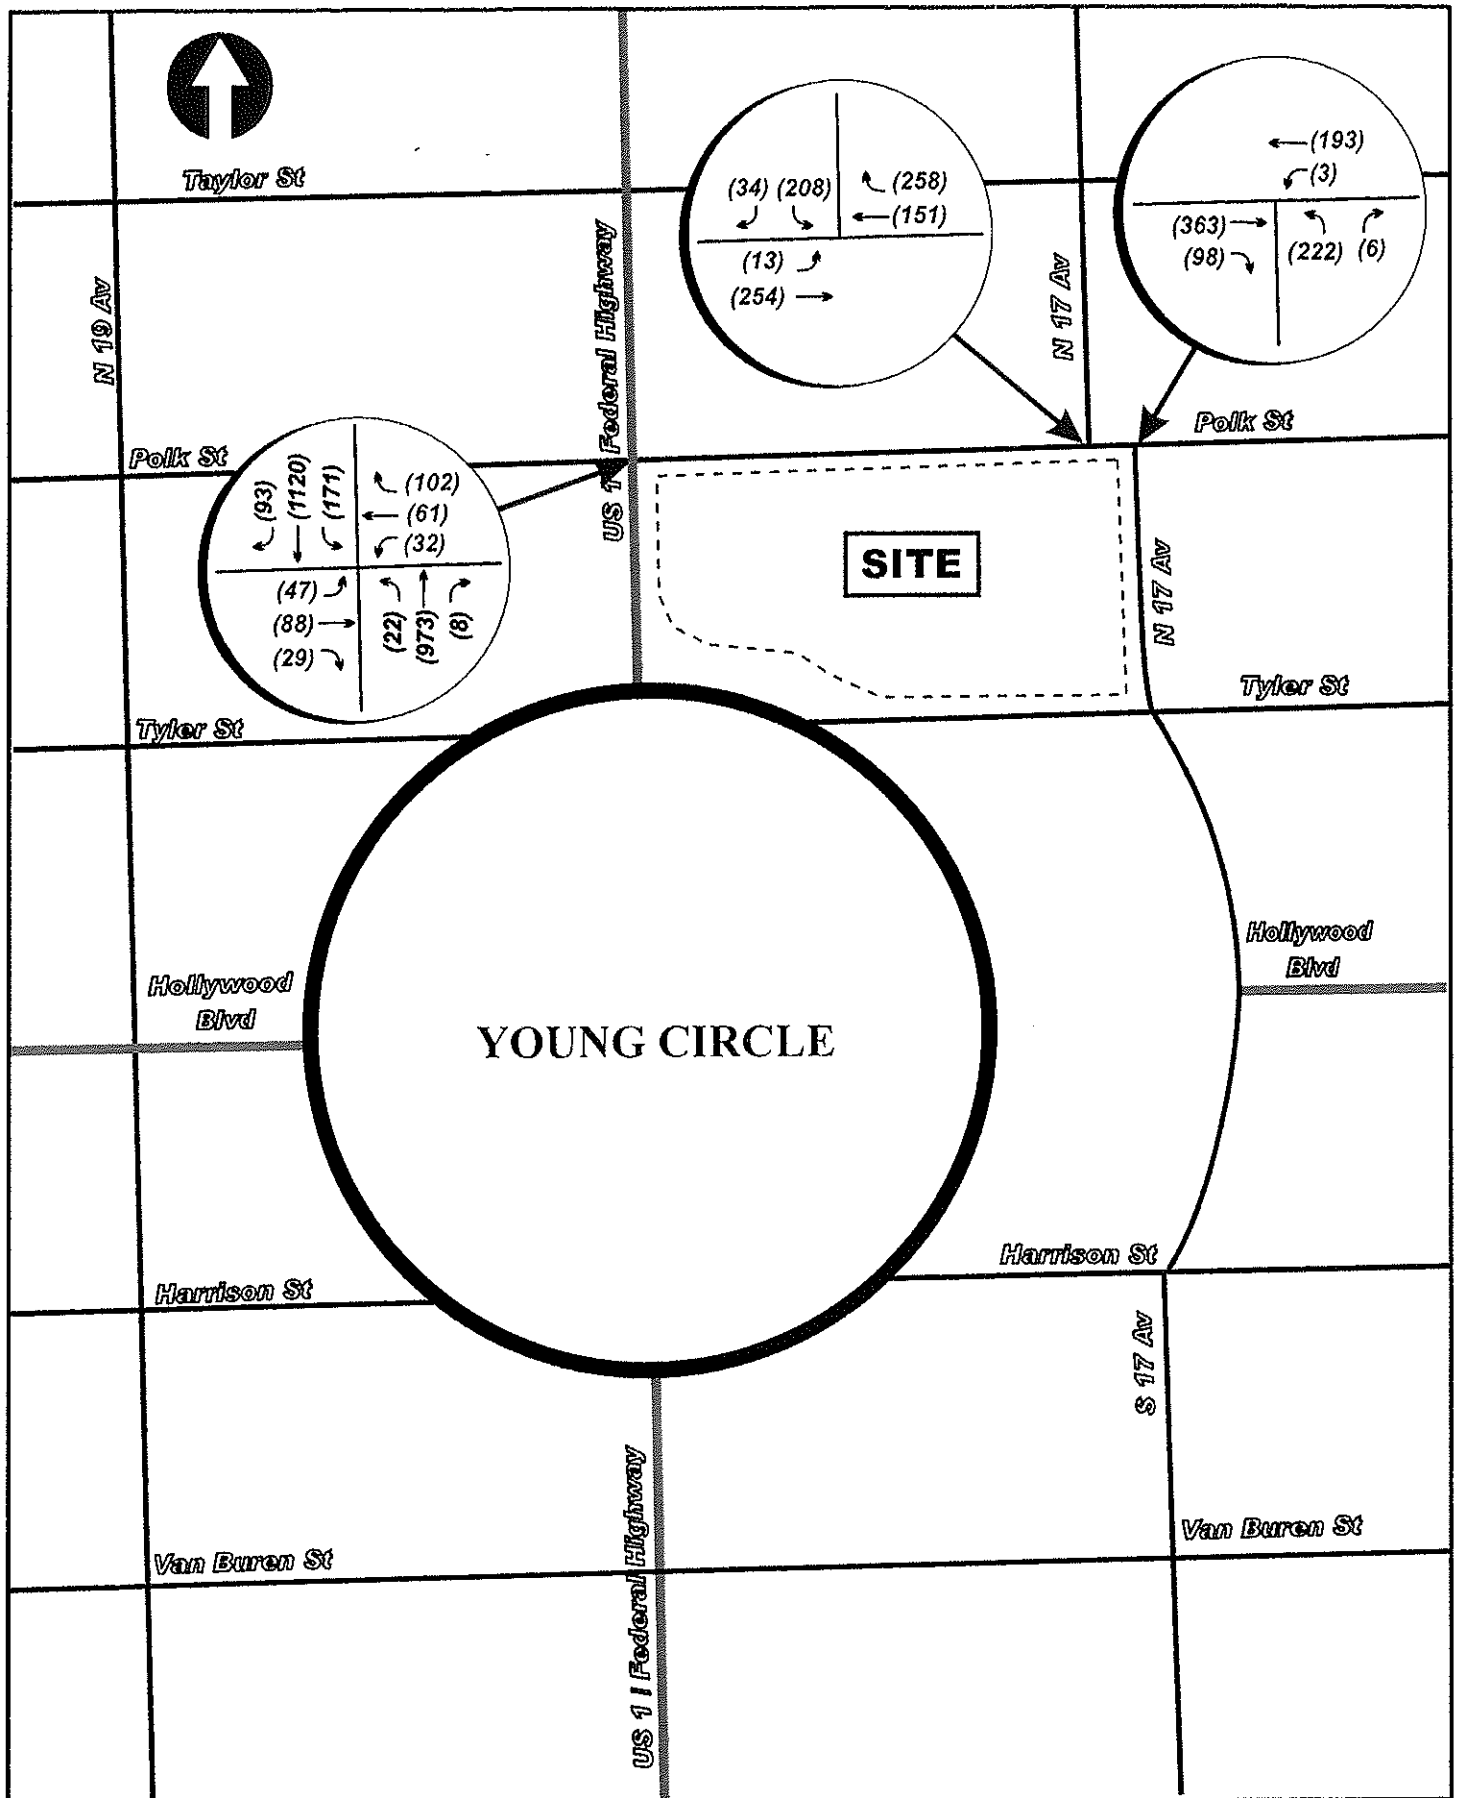 Taylor St
(34) (208)
(258)
(151)
(13)
(254)
(193)
(3)
(363)
(98)
(222) (6)
N 19 Av
US 1 Federal Highway
N 17 Av
Polk St
Polk St
(93)
(1120)
(171)
(102)
(61)
(32)
(47)
(88)
(29)
(22)
(973)
(8)
SITE
N 17 Av
Tyler St
Tyler St
Hollywood
Blvd
Hollywood
Blvd
YOUNG CIRCLE
Harrison St
Harrison St
S 17 Av
US 1 / Federal Highway
Van Buren St
Van Buren St